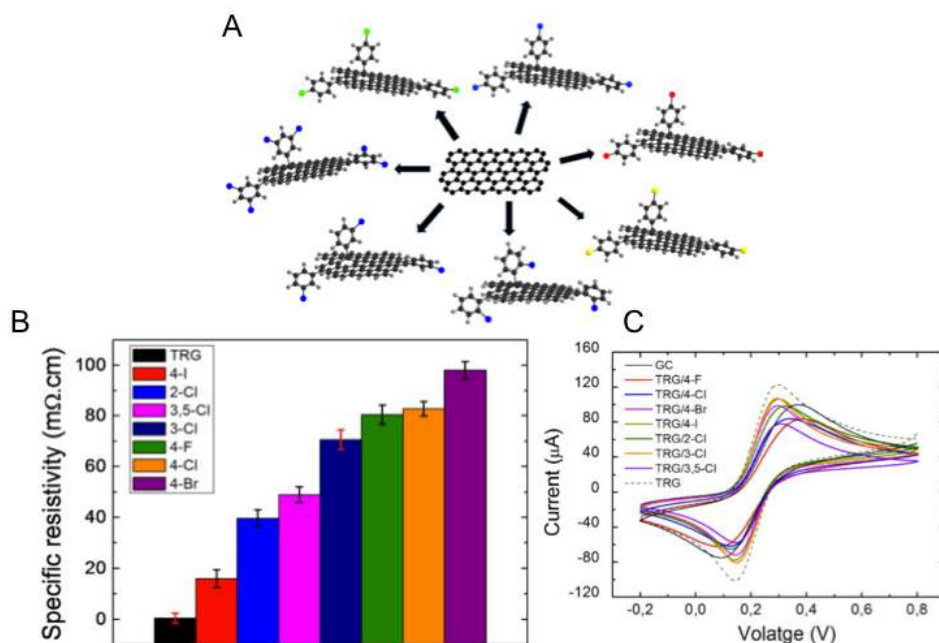 A
B
Specific resistivity (mΩ.cm)
100
80
60
40
20
0
TRG
4-I
2-Cl
3,5-Cl
3-Cl
4-F
4-Cl
4-Br
C
Current (µA)
160
120
80
40
0
-40
-80
-120
GC
TRG/4-F
TRG/4-Cl
TRG/4-Br
TRG/4-I
TRG/2-Cl
TRG/3-Cl
TRG/3,5-Cl
TRG
-0,2
0,0
0,2
0,4
0,6
0,8
Volatge (V)